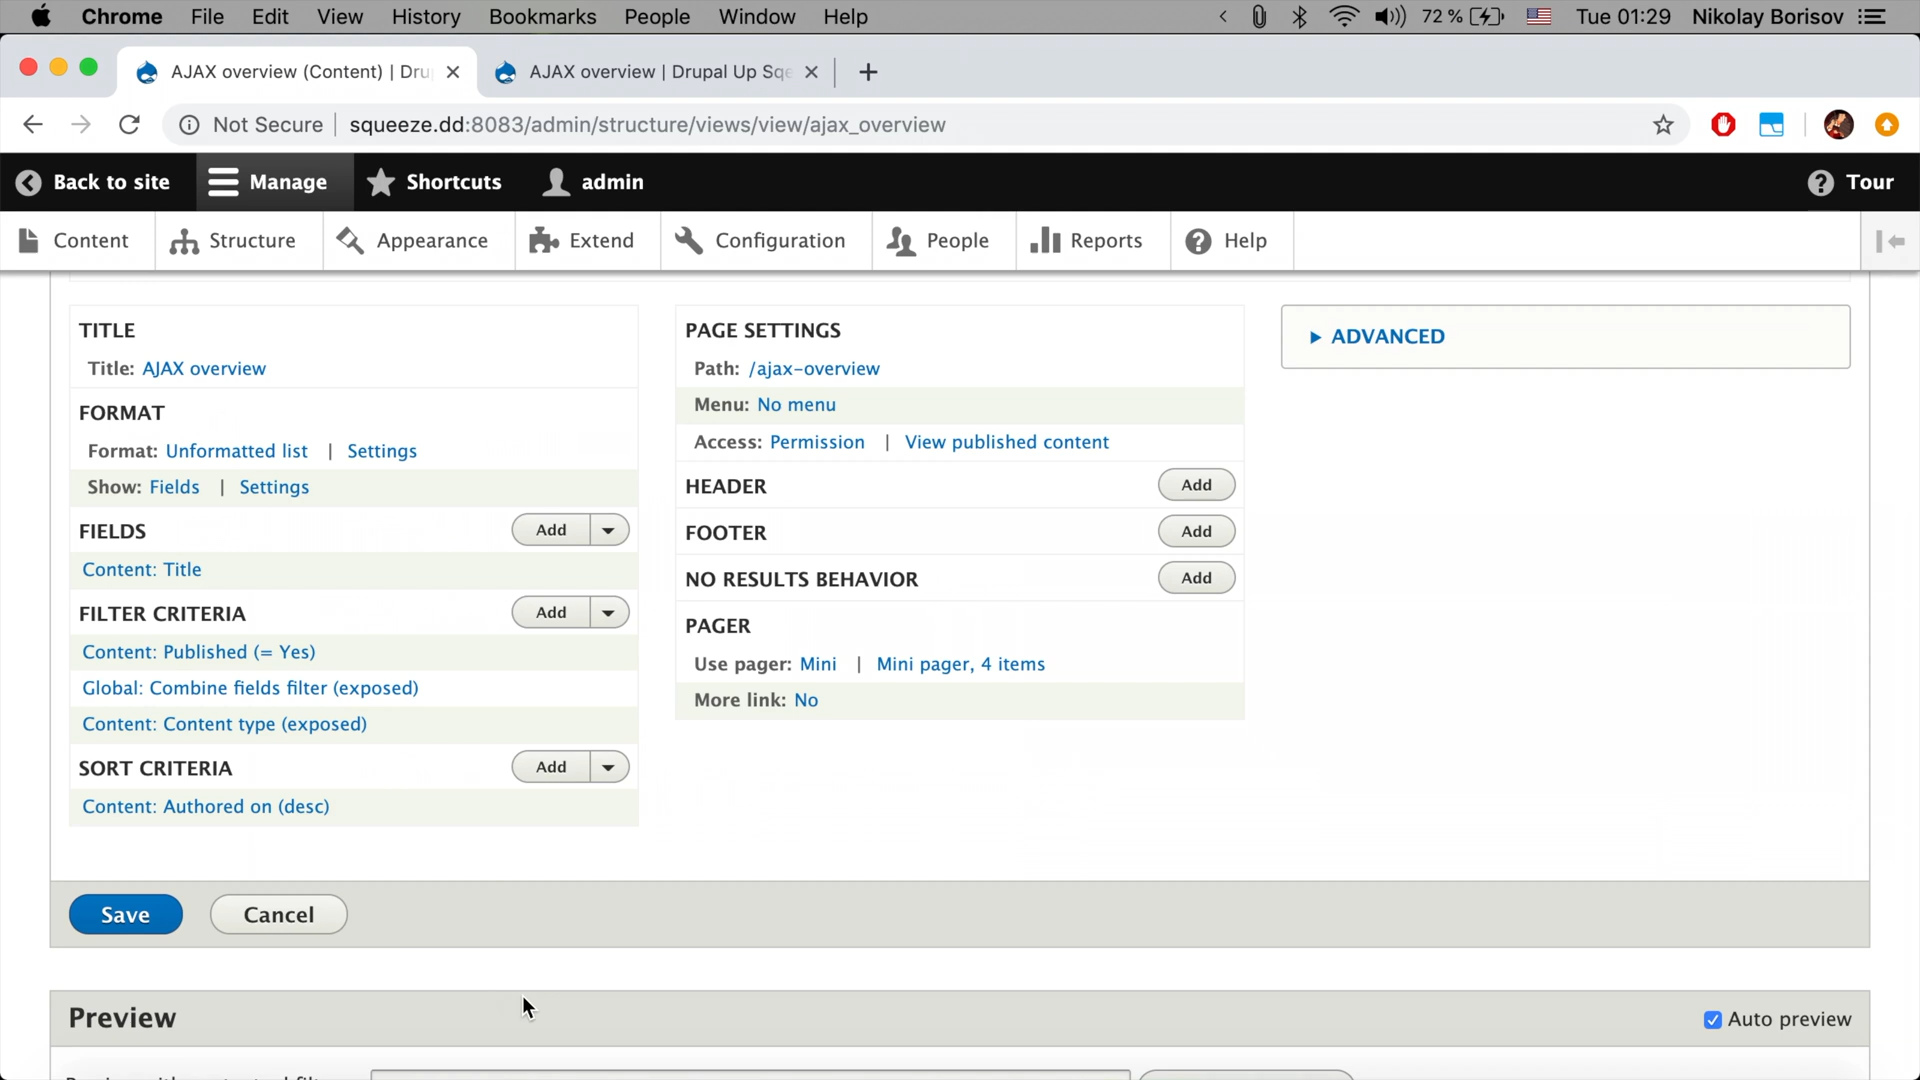 Chrome File Edit View History Bookmarks People Window Help 72 % Tue 01:29 Nikolay Borisov
AJAX overview (Content) | Dru
AJAX overview | Drupal Up Sqe
Not Secure squeeze.dd:8083/admin/structure/views/view/ajax_overview
Back to site Manage Shortcuts admin Tour
Content Structure Appearance Extend Configuration People Reports Help
TITLE
Title: AJAX overview
FORMAT
Format: Unformatted list | Settings
Show: Fields | Settings
FIELDS Add
Content: Title
FILTER CRITERIA Add
Content: Published (= Yes)
Global: Combine fields filter (exposed)
Content: Content type (exposed)
SORT CRITERIA Add
Content: Authored on (desc)
PAGE SETTINGS
Path: /ajax-overview
Menu: No menu
Access: Permission | View published content
HEADER Add
FOOTER Add
NO RESULTS BEHAVIOR Add
PAGER
Use pager: Mini | Mini pager, 4 items
More link: No
ADVANCED
Save Cancel
Preview Auto preview